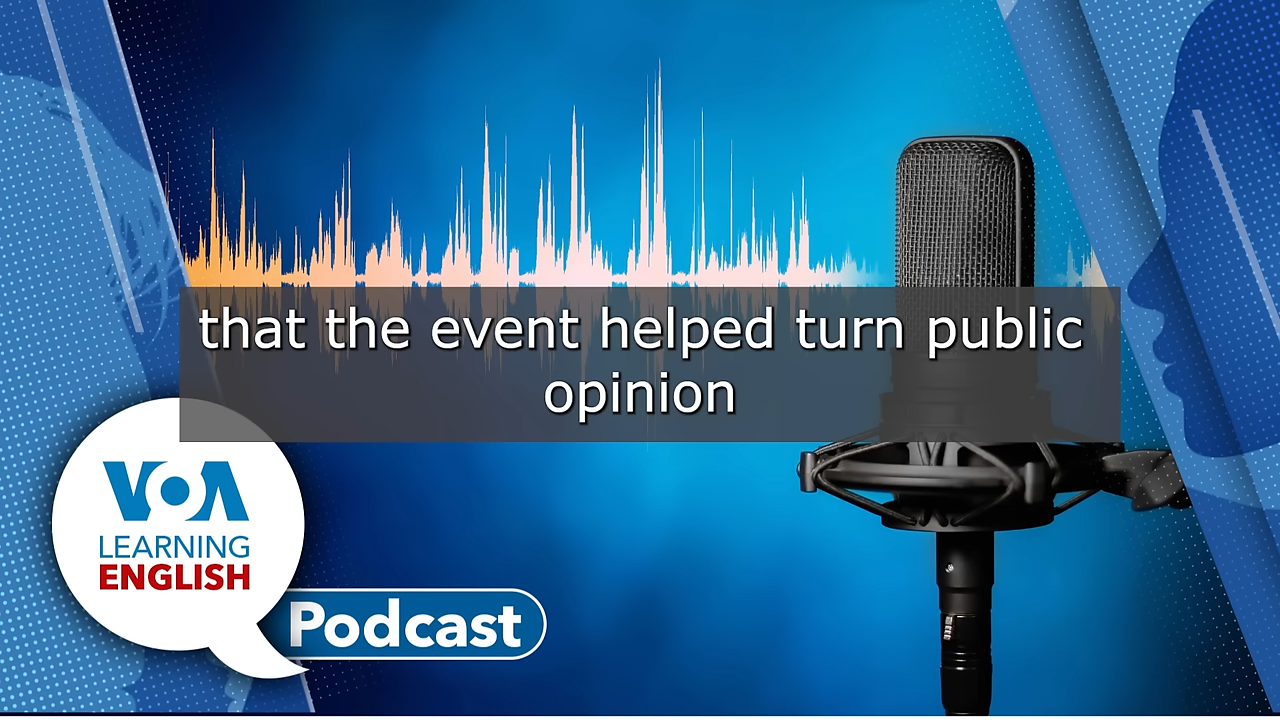 that the event helped turn public
opinion
VOA
LEARNING
ENGLISH
Podcast